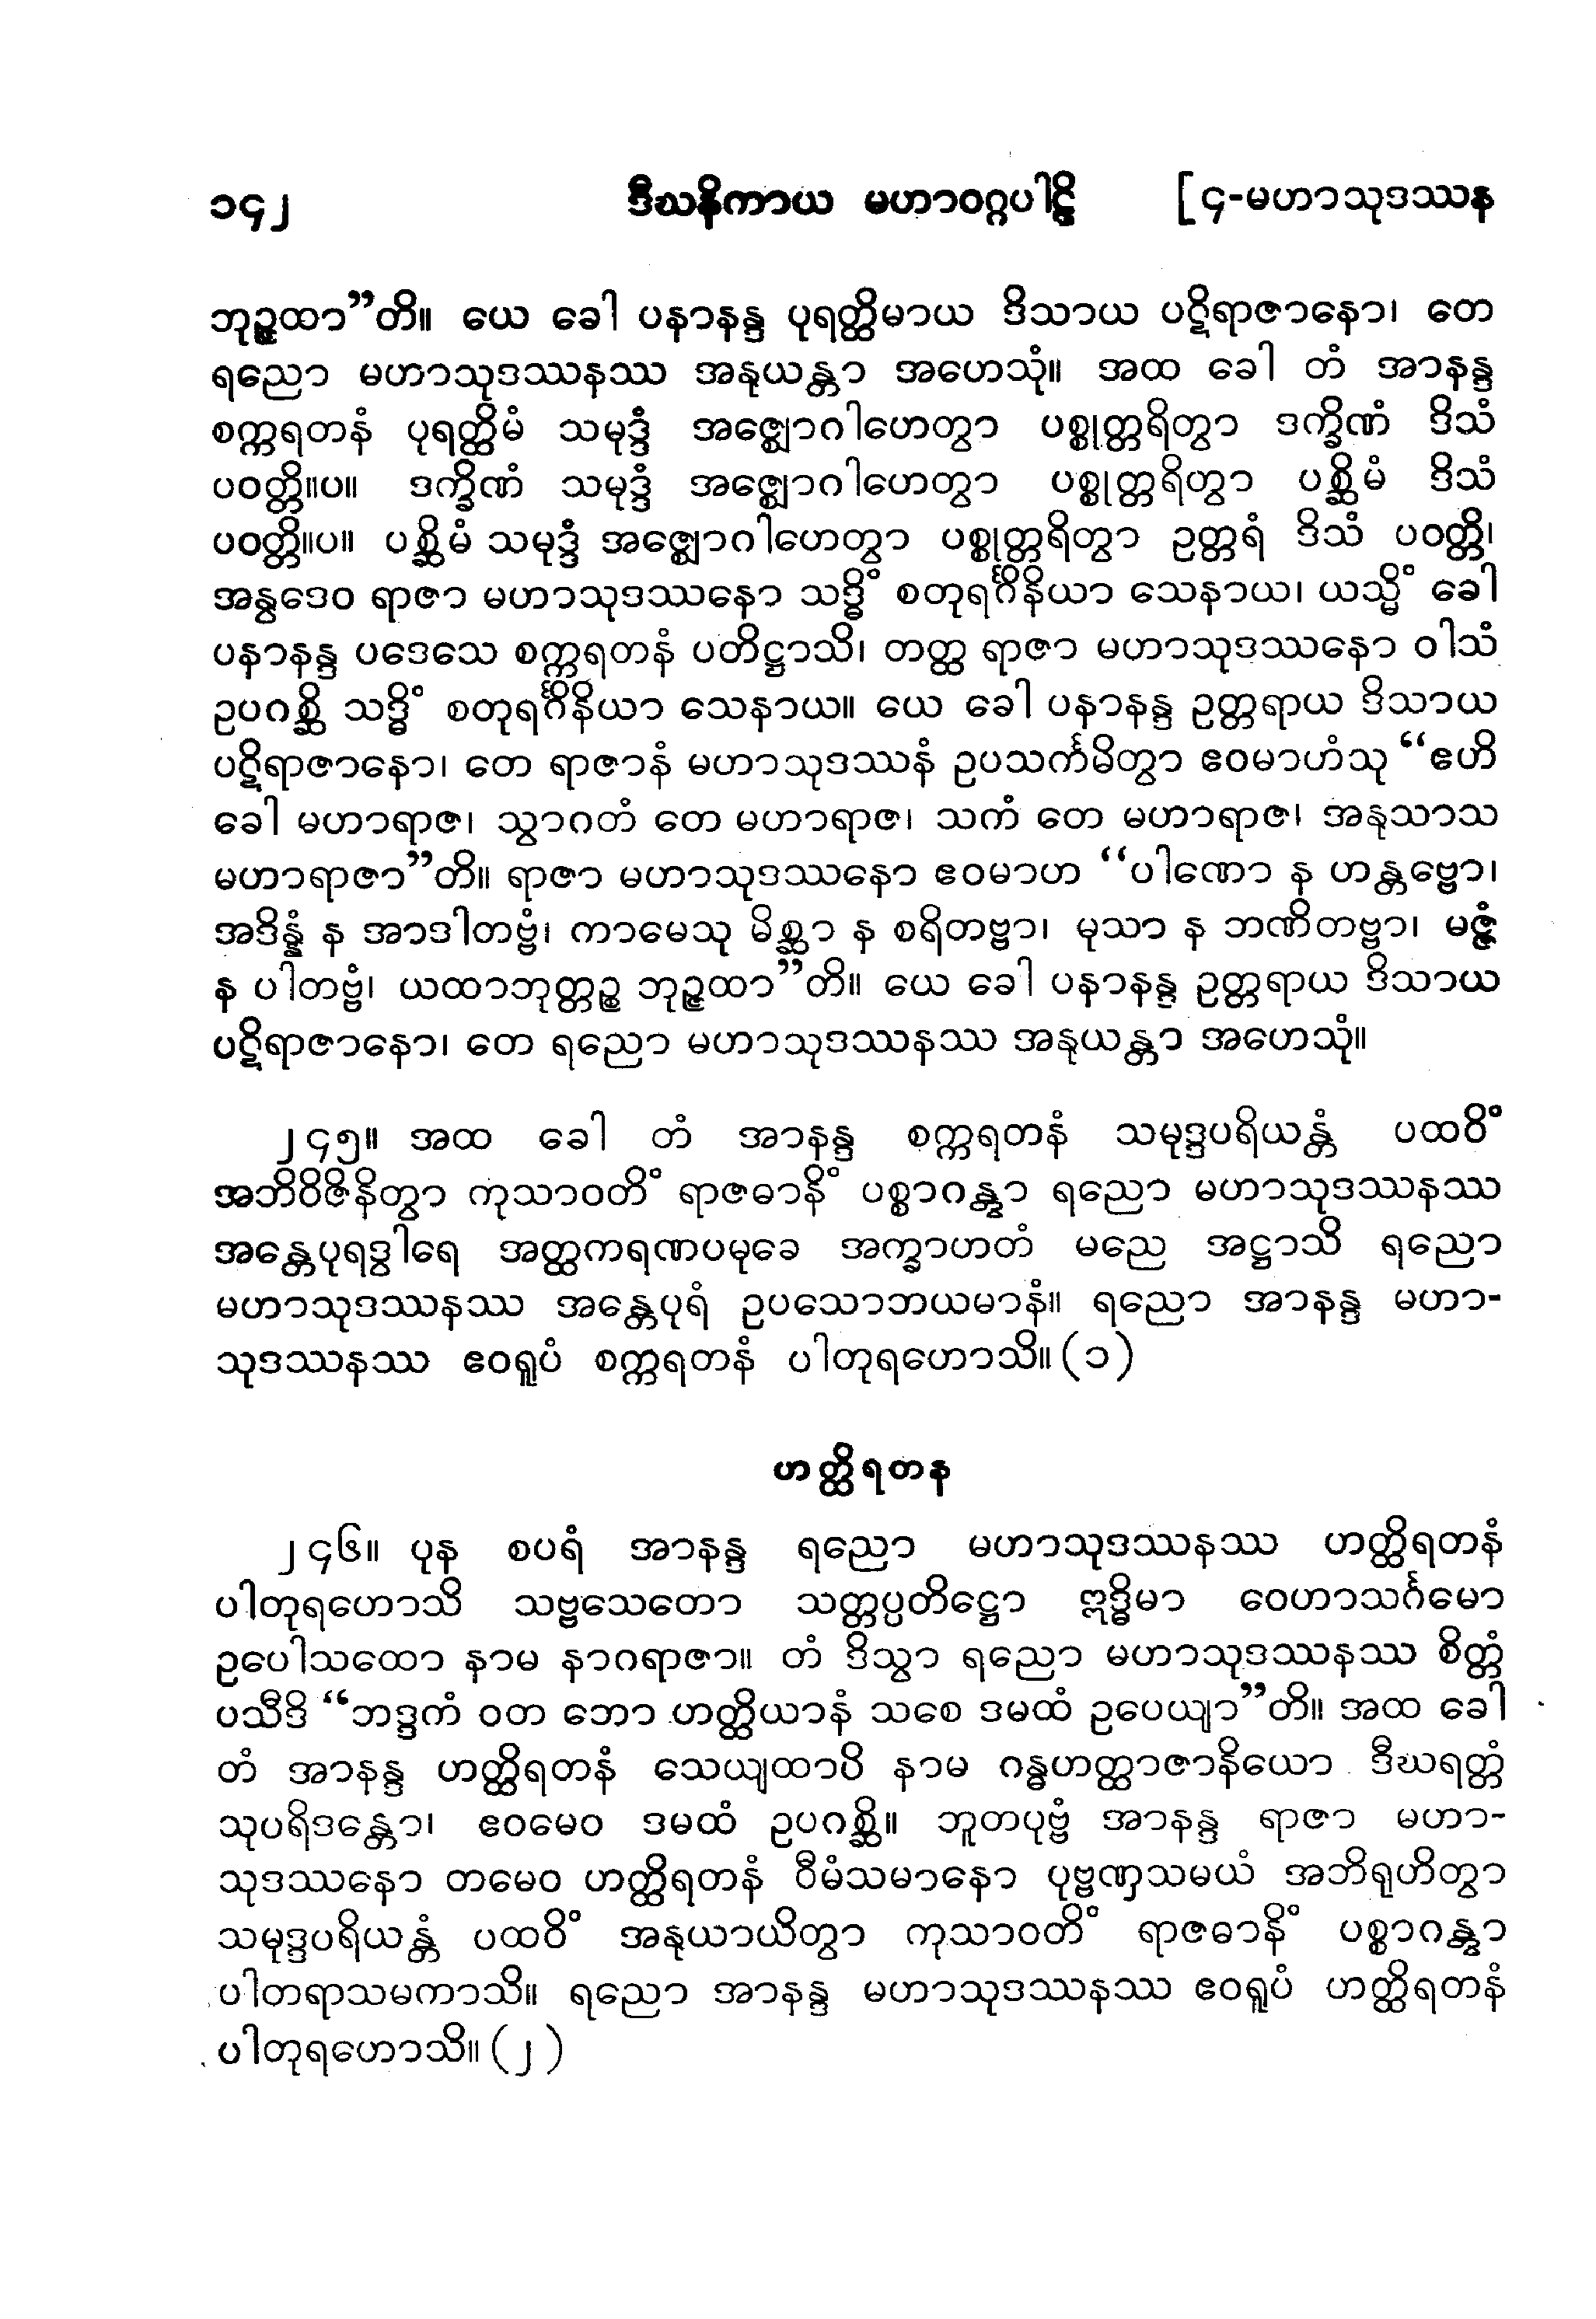 ၁၄၂ ဒီဃနိကာယ မဟာဝဂ္ဂပါဠိ [၄-မဟာသုဒဿန
ဘုဉ္ဇထာ”တိ။ ယေ ခေါ ပနာနန္ဒ ပုရတ္ထိမာယ ဒိသာယ ပဋိရာဇာနော၊ တေ
ရညော မဟာသုဒဿနဿ အနုယန္တာ အဟေသုံ။ အထ ခေါ တံ အာနန္ဒ
စက္ကရတနံ ပုရတ္ထိမံ သမုဒ္ဒံ အဇ္ဈောဂါဟေတွာ ပစ္စုတ္တရိတွာ ဒက္ခိဏံ ဒိသံ
ပဝတ္တိ။ပ။ ဒက္ခိဏံ သမုဒ္ဒံ အဇ္ဈောဂါဟေတွာ ပစ္စုတ္တရိတွာ ပစ္ဆိမံ ဒိသံ
ပဝတ္တိ။ပ။ ပစ္ဆိမံ သမုဒ္ဒံ အဇ္ဈောဂါဟေတွာ ပစ္စုတ္တရိတွာ ဥတ္တရံ ဒိသံ ပဝတ္တိ၊
အနွဒေဝ ရာဇာ မဟာသုဒဿနော သဒ္ဓိံ စတုရင်္ဂိနိယာ သေနာယ၊ ယသ္မိံ ခေါ
ပနာနန္ဒ ပဒေသေ စက္ကရတနံ ပတိဋ္ဌာသိ၊ တတ္ထ ရာဇာ မဟာသုဒဿနော ဝါသံ
ဥပဂစ္ဆိ သဒ္ဓိံ စတုရင်္ဂိနိယာ သေနာယ။ ယေ ခေါ ပနာနန္ဒ ဥတ္တရာယ ဒိသာယ
ပဋိရာဇာနော၊ တေ ရာဇာနံ မဟာသုဒဿနံ ဥပသင်္ကမိတွာ ဧဝမာဟံသု “ဧဟိ
ခေါ မဟာရာဇ၊ သွာဂတံ တေ မဟာရာဇ၊ သကံ တေ မဟာရာဇ၊ အနုသာသ
မဟာရာဇာ”တိ။ ရာဇာ မဟာသုဒဿနော ဧဝမာဟ “ပါဏော န ဟန္တဗ္ဗော၊
အဒိန္နံ န အာဒါတဗ္ဗံ၊ ကာမေသု မိစ္ဆာ န စရိတဗ္ဗာ၊ မုသာ န ဘဏိတဗ္ဗာ၊ မဇ္ဇံ
န ပါတဗ္ဗံ၊ ယထာဘုတ္တဉ္စ ဘုဉ္ဇထာ”တိ။ ယေ ခေါ ပနာနန္ဒ ဥတ္တရာယ ဒိသာယ
ပဋိရာဇာနော၊ တေ ရညော မဟာသုဒဿနဿ အနုယန္တာ အဟေသုံ။
၂၄၅။ အထ ခေါ တံ အာနန္ဒ စက္ကရတနံ သမုဒ္ဒပရိယန္တံ ပထဝိံ
အဘိဝိဇိနိတွာ ကုသာဝတိံ ရာဇဓာနိံ ပစ္စာဂန္တွာ ရညော မဟာသုဒဿနဿ
အန္တေပုရဒွါရေ အတ္ထကရဏပမုခေ အက္ခာဟတံ မညေ အဋ္ဌာသိ ရညော
မဟာသုဒဿနဿ အန္တေပုရံ ဥပသောဘယမာနံ။ ရညော အာနန္ဒ မဟာ-
သုဒဿနဿ ဧဝရူပံ စက္ကရတနံ ပါတုရဟောသိ။ (၁)
ဟတ္ထိရတန
၂၄၆။ ပုန စပရံ အာနန္ဒ ရညော မဟာသုဒဿနဿ ဟတ္ထိရတနံ
ပါတုရဟောသိ သဗ္ဗသေတော သတ္တပ္ပတိဋ္ဌော ဣဒ္ဓိမာ ဝေဟာသင်္ဂမော
ဥပေါသထော နာမ နာဂရာဇာ။ တံ ဒိသွာ ရညော မဟာသုဒဿနဿ စိတ္တံ
ပသီဒိ “ဘဒ္ဒကံ ဝတ ဘော ဟတ္ထိယာနံ သစေ ဒမထံ ဥပေယျာ”တိ။ အထ ခေါ
တံ အာနန္ဒ ဟတ္ထိရတနံ သေယျထာပိ နာမ ဂန္ဓဟတ္ထာဇာနိယော ဒီဃရတ္တံ
သုပရိဒန္တော၊ ဧဝမေဝ ဒမထံ ဥပဂစ္ဆိ။ ဘူတပုဗ္ဗံ အာနန္ဒ ရာဇာ မဟာ-
သုဒဿနော တမေဝ ဟတ္ထိရတနံ ဝီမံသမာနော ပုဗ္ဗဏှသမယံ အဘိရုဟိတွာ
သမုဒ္ဒပရိယန္တံ ပထဝိံ အနုယာယိတွာ ကုသာဝတိံ ရာဇဓာနိံ ပစ္စာဂန္တွာ
ပါတရာသမကာသိ။ ရညော အာနန္ဒ မဟာသုဒဿနဿ ဧဝရူပံ ဟတ္ထိရတနံ
ပါတုရဟောသိ။ (၂)